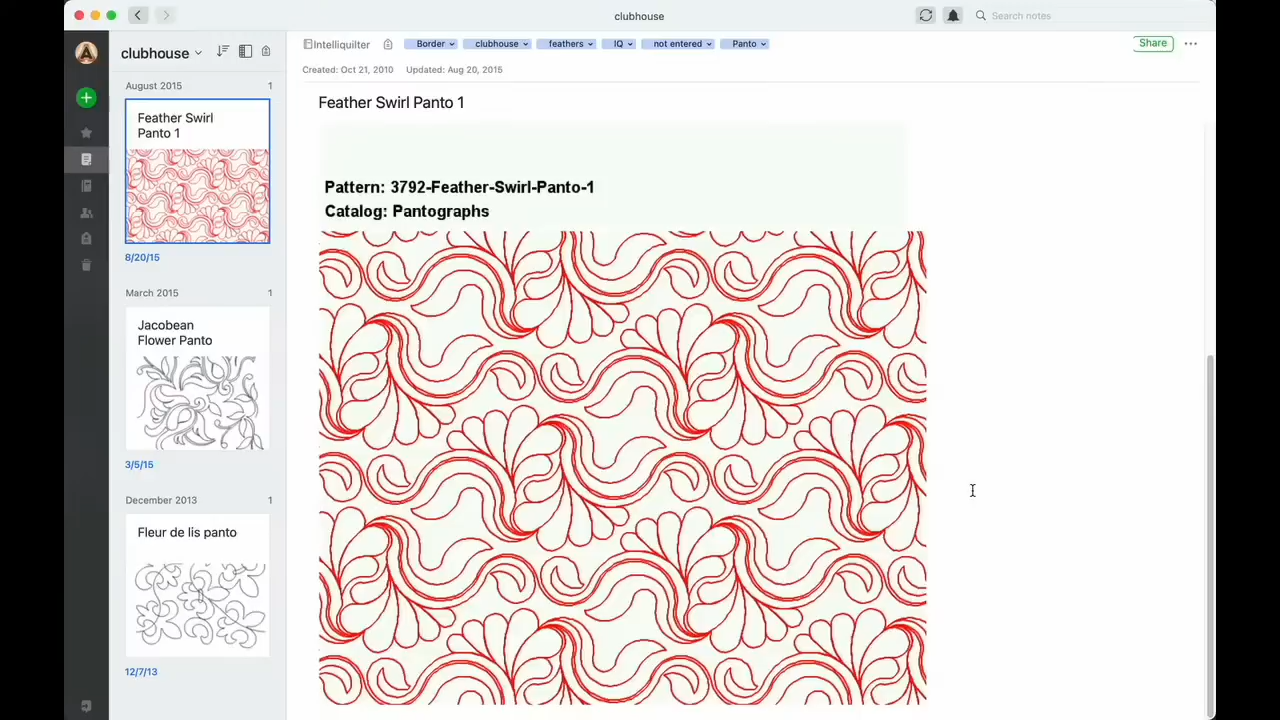 clubhouse
Search notes
clubhouse
August 2015 1
Feather Swirl
Panto 1
8/20/15
March 2015 1
Jacobean
Flower Panto
3/5/15
December 2013 1
Fleur de lis panto
12/7/13
Intelliquilter Border clubhouse feathers IQ not entered Panto
Share
Created: Oct 21, 2010 Updated: Aug 20, 2015
Feather Swirl Panto 1
Pattern: 3792-Feather-Swirl-Panto-1
Catalog: Pantographs